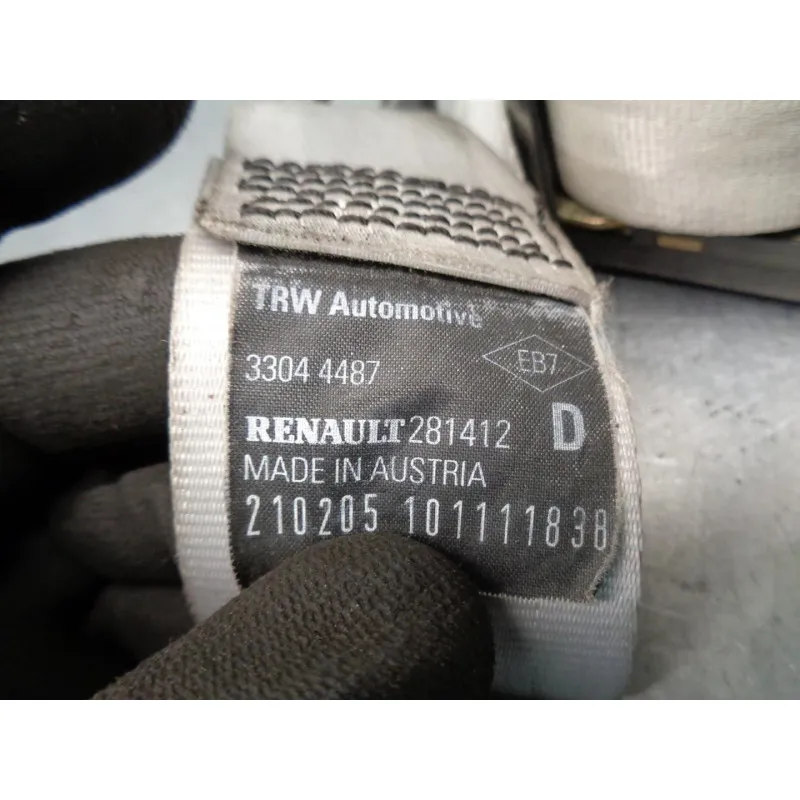 TRW Automotive
3304 4487 EB7
RENAULT 281412 D
MADE IN AUSTRIA
210205 101111838